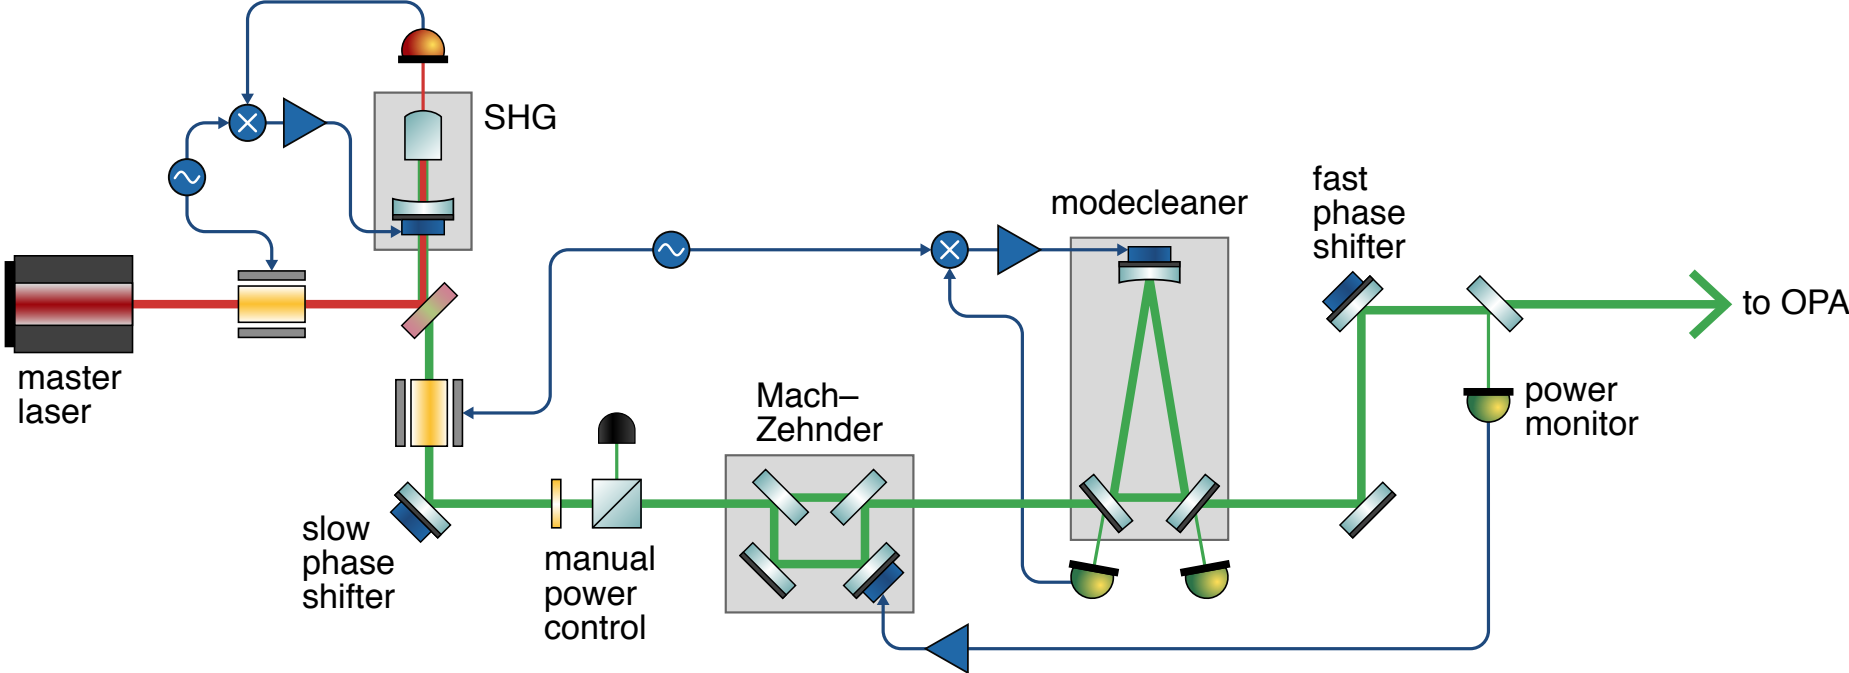 SHG
master
laser
slow
phase
shifter
manual
power
control
Mach–
Zehnder
modecleaner
fast
phase
shifter
to OPA
power
monitor